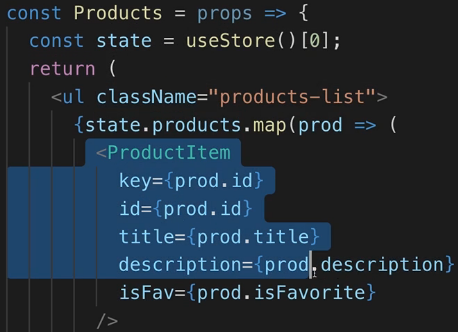 const Products = props => {
  const state = useStore()[0];
  return (
    <ul className="products-list">
      {state.products.map(prod => (
        <ProductItem
          key={prod.id}
          id={prod.id}
          title={prod.title}
          description={prod.description}
          isFav={prod.isFavorite}
        />